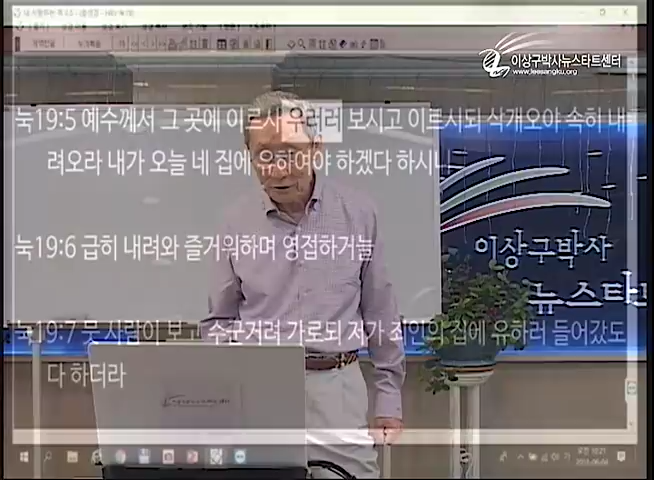 이상구박사뉴스타트센터
www.leesangku.org
눅19:5 예수께서 그 곳에 이르사 우러러 보시고 이르시되 삭개오야 속히 내
려오라 내가 오늘 네 집에 유하여야 하겠다 하시니
눅19:6 급히 내려와 즐거워하며 영접하거늘
이상구박사
뉴스타트
눅19:7 뭇 사람이 보고 수군거려 가로되 저가 죄인의 집에 유하러 들어갔도
다 하더라